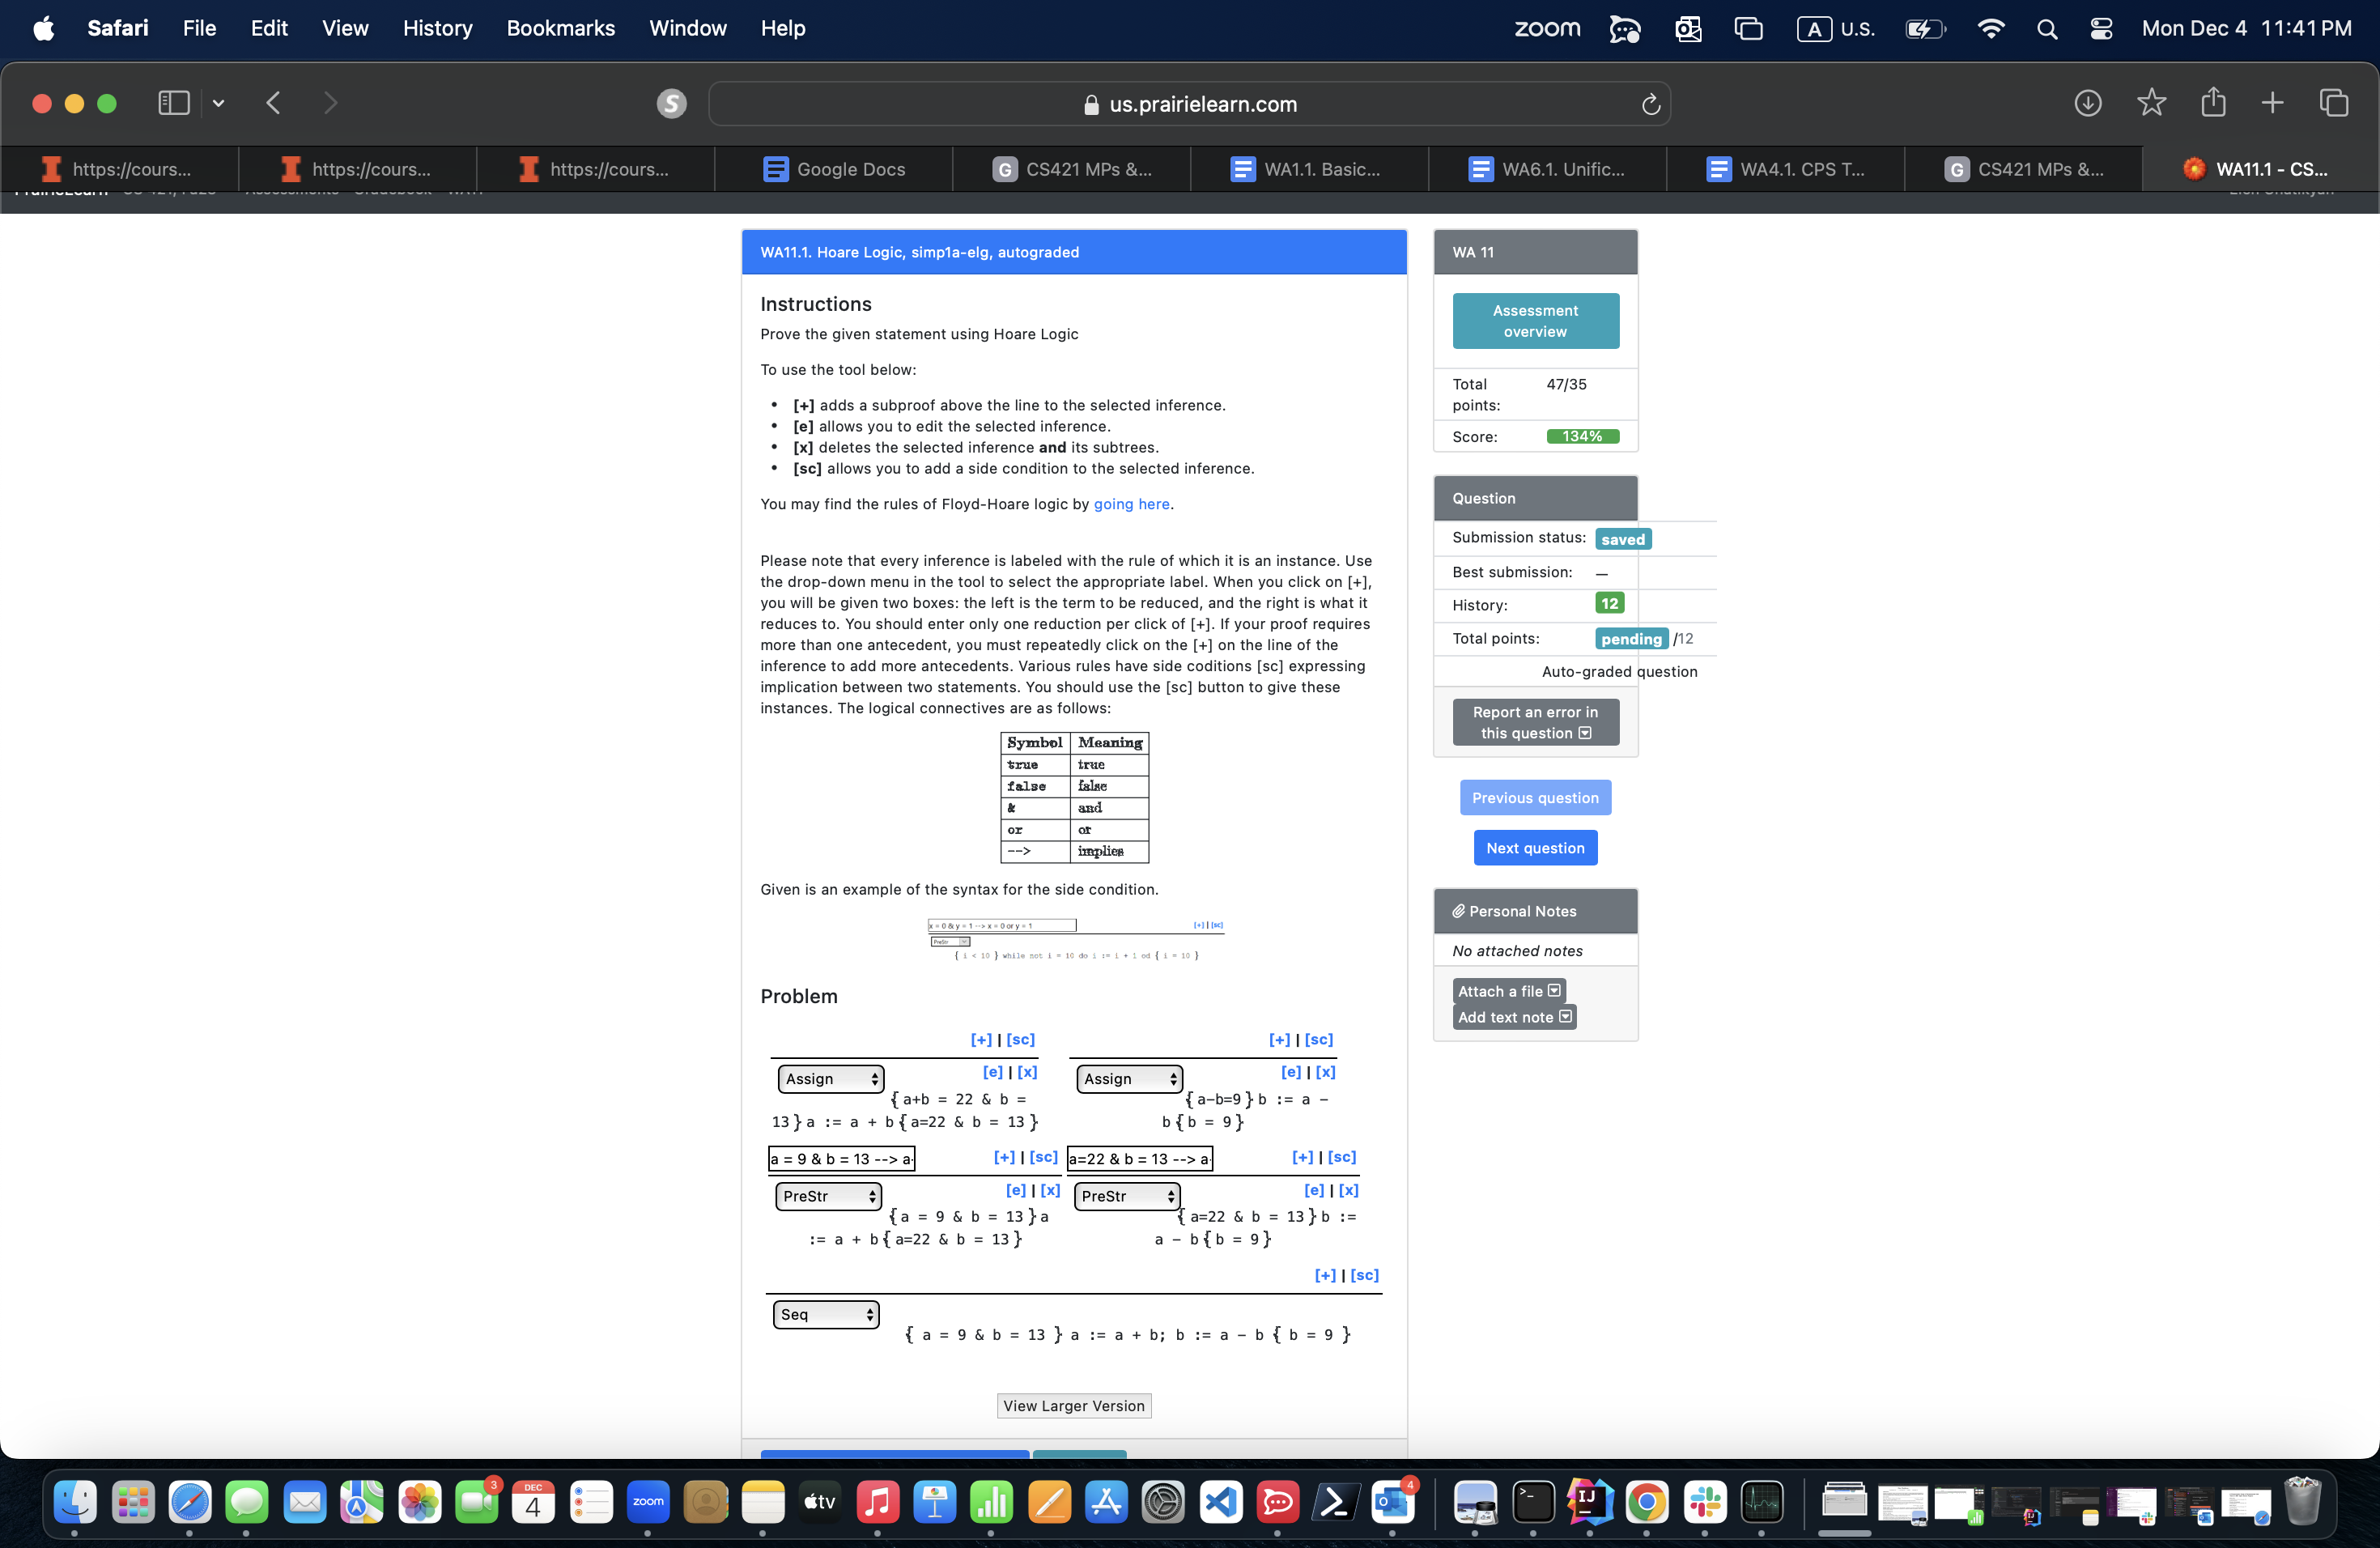 Safari File Edit View History Bookmarks Window Help zoom A U.S. Mon Dec 4 11:41 PM
S us.prairielearn.com
https://cours... https://cours... https://cours... Google Docs G CS421 MPs &... WA1.1. Basic... WA6.1. Unific... WA4.1. CPS T... G CS421 MPs &... WA11.1 - CS...
WA11.1. Hoare Logic, simp1a-elg, autograded
Instructions
Prove the given statement using Hoare Logic
To use the tool below:
• [+] adds a subproof above the line to the selected inference.
• [e] allows you to edit the selected inference.
• [x] deletes the selected inference and its subtrees.
• [sc] allows you to add a side condition to the selected inference.
You may find the rules of Floyd-Hoare logic by going here.
Please note that every inference is labeled with the rule of which it is an instance. Use
the drop-down menu in the tool to select the appropriate label. When you click on [+],
you will be given two boxes: the left is the term to be reduced, and the right is what it
reduces to. You should enter only one reduction per click of [+]. If your proof requires
more than one antecedent, you must repeatedly click on the [+] on the line of the
inference to add more antecedents. Various rules have side coditions [sc] expressing
implication between two statements. You should use the [sc] button to give these
instances. The logical connectives are as follows:
Symbol Meaning
true true
false false
& and
or or
--> implies
Given is an example of the syntax for the side condition.
x = 0 & y = 1 --> x = 0 or y = 1 [+] | [sc]
PreStr
{ i < 10 } while not i = 10 do i := i + 1 od { i = 10 }
Problem
[+] | [sc] [+] | [sc]
Assign [e] | [x] Assign [e] | [x]
{a+b = 22 & b = {a-b=9}b := a -
13}a := a + b{a=22 & b = 13} b{b = 9}
a = 9 & b = 13 --> a [+] | [sc] a=22 & b = 13 --> a [+] | [sc]
PreStr [e] | [x] PreStr [e] | [x]
{a = 9 & b = 13}a {a=22 & b = 13}b :=
:= a + b{a=22 & b = 13} a - b{b = 9}
[+] | [sc]
Seq
{ a = 9 & b = 13 } a := a + b; b := a - b { b = 9 }
View Larger Version
WA 11
Assessment
overview
Total 47/35
points:
Score: 134%
Question
Submission status: saved
Best submission: —
History: 12
Total points: pending /12
Auto-graded question
Report an error in
this question
Previous question
Next question
Personal Notes
No attached notes
Attach a file
Add text note
3 DEC 4 zoom tv 4 IJ